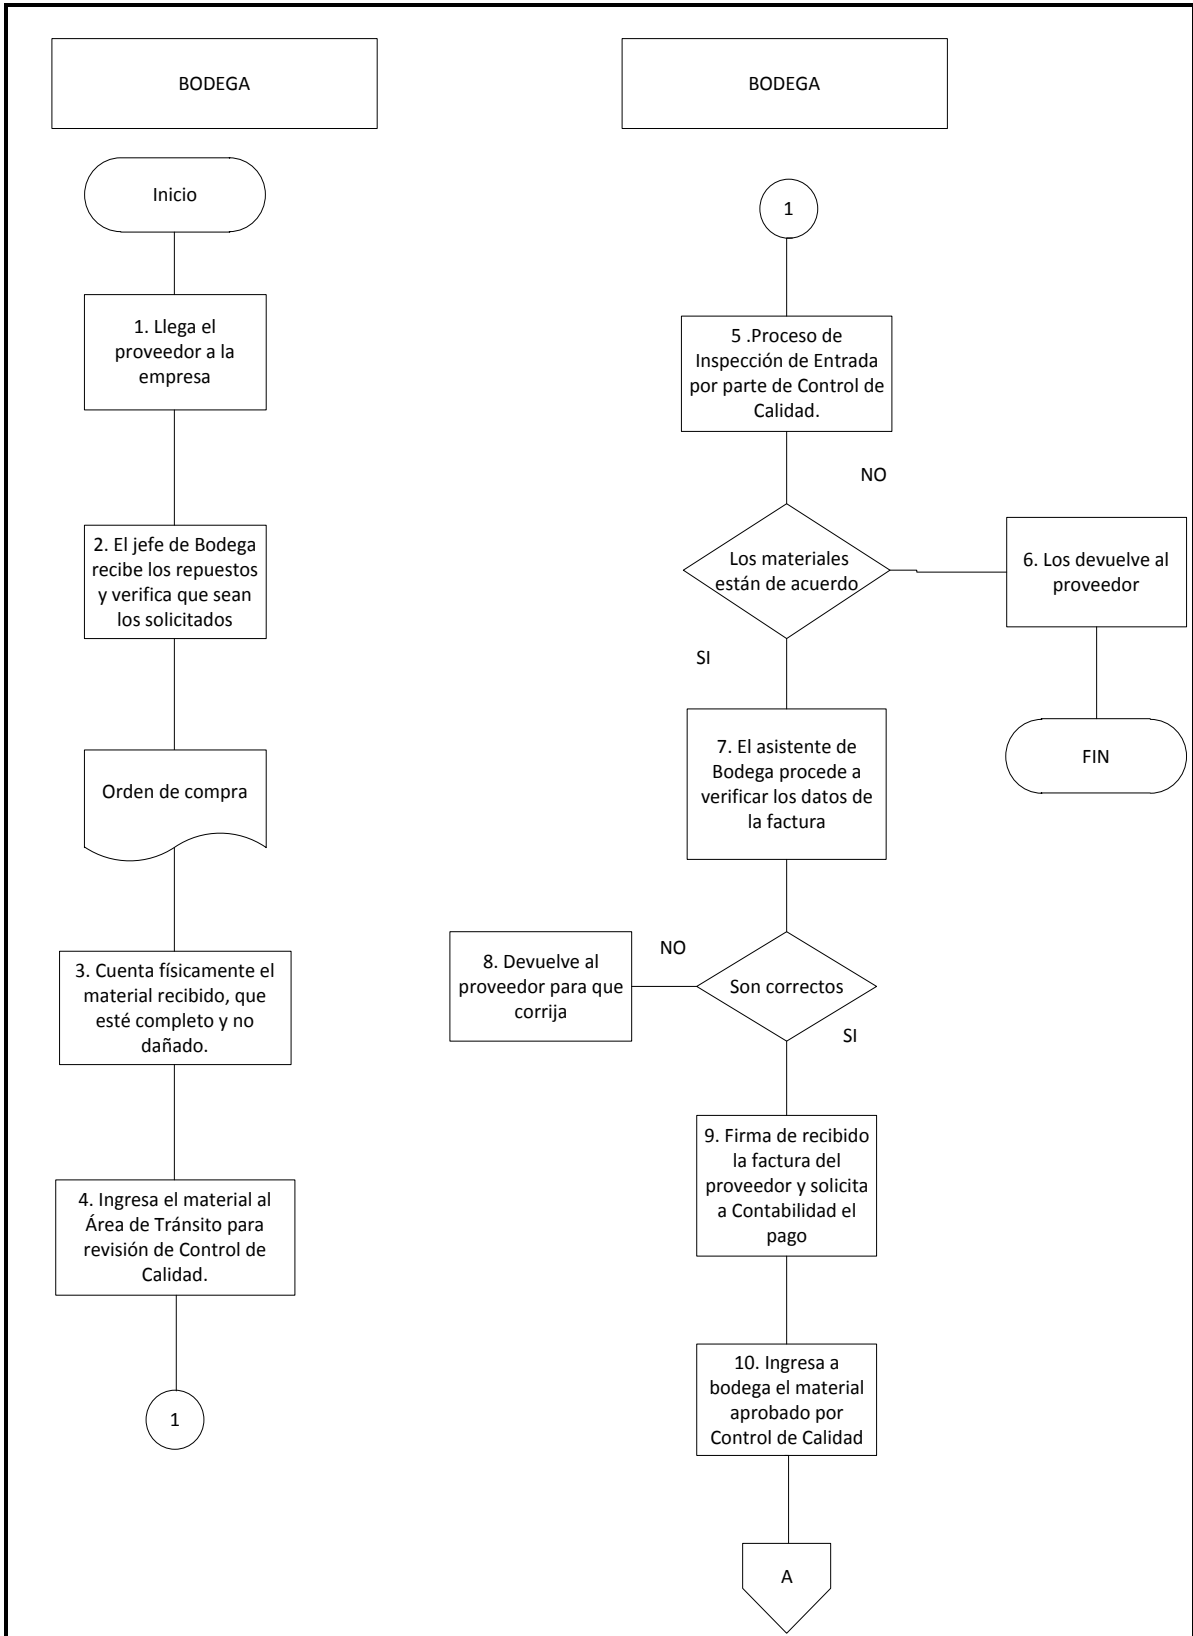 BODEGA
Inicio
1. Llega el
proveedor a la
empresa
2. El jefe de Bodega
recibe los repuestos
y verifica que sean
los solicitados
Orden de compra
3. Cuenta físicamente el
material recibido, que
esté completo y no
dañado.
4. Ingresa el material al
Área de Tránsito para
revisión de Control de
Calidad.
1
BODEGA
1
5 .Proceso de
Inspección de Entrada
por parte de Control de
Calidad.
NO
Los materiales
están de acuerdo
6. Los devuelve al
proveedor
FIN
SI
7. El asistente de
Bodega procede a
verificar los datos de
la factura
NO
8. Devuelve al
proveedor para que
corrija
Son correctos
SI
9. Firma de recibido
la factura del
proveedor y solicita
a Contabilidad el
pago
10. Ingresa a
bodega el material
aprobado por
Control de Calidad
A